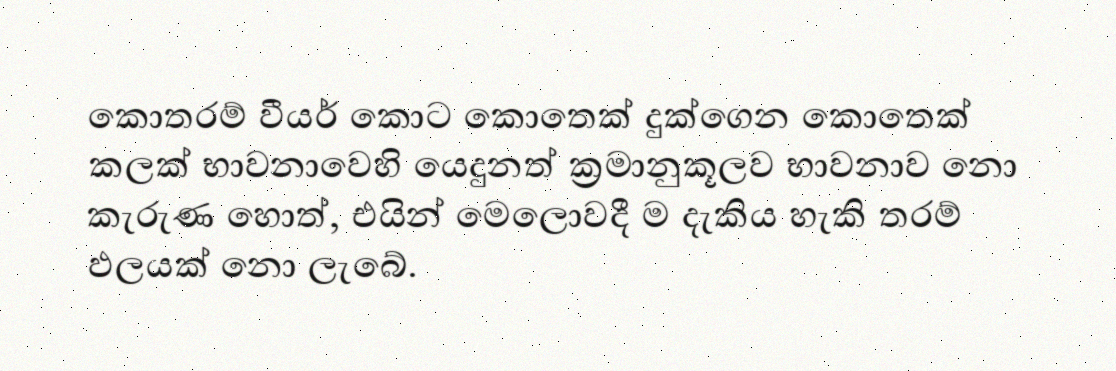 කොතරම් වීයර් කොට කොතෙක් දුක්ගෙන කොතෙක්
කලක් භාවනාවෙහි යෙදුනත් ක්‍රමානුකූලව භාවනාව නො
කැරුණ හොත්, එයින් මෙලොවදී ම දැකිය හැකි තරම්
ඵලයක් නො ලැබේ.